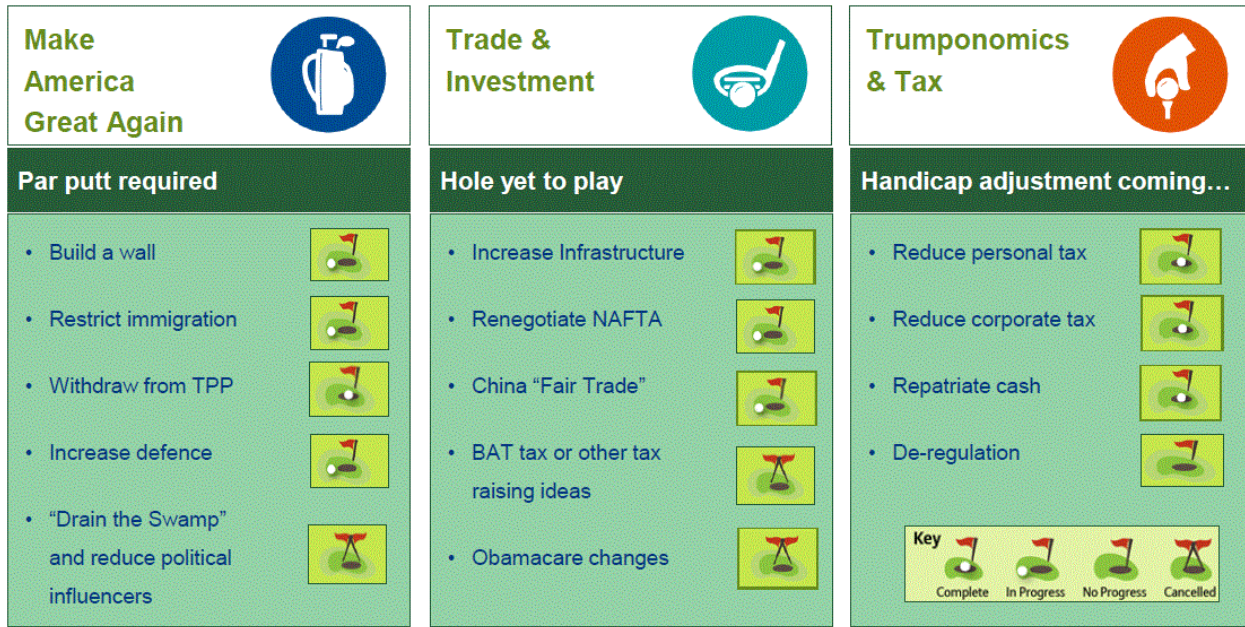 Make
America
Great Again
Par putt required
• Build a wall
• Restrict immigration
• Withdraw from TPP
• Increase defence
• “Drain the Swamp”
and reduce political
influencers
Trade &
Investment
Hole yet to play
• Increase Infrastructure
• Renegotiate NAFTA
• China “Fair Trade”
• BAT tax or other tax
raising ideas
• Obamacare changes
Trumponomics
& Tax
Handicap adjustment coming…
• Reduce personal tax
• Reduce corporate tax
• Repatriate cash
• De-regulation
Key
Complete In Progress No Progress Cancelled